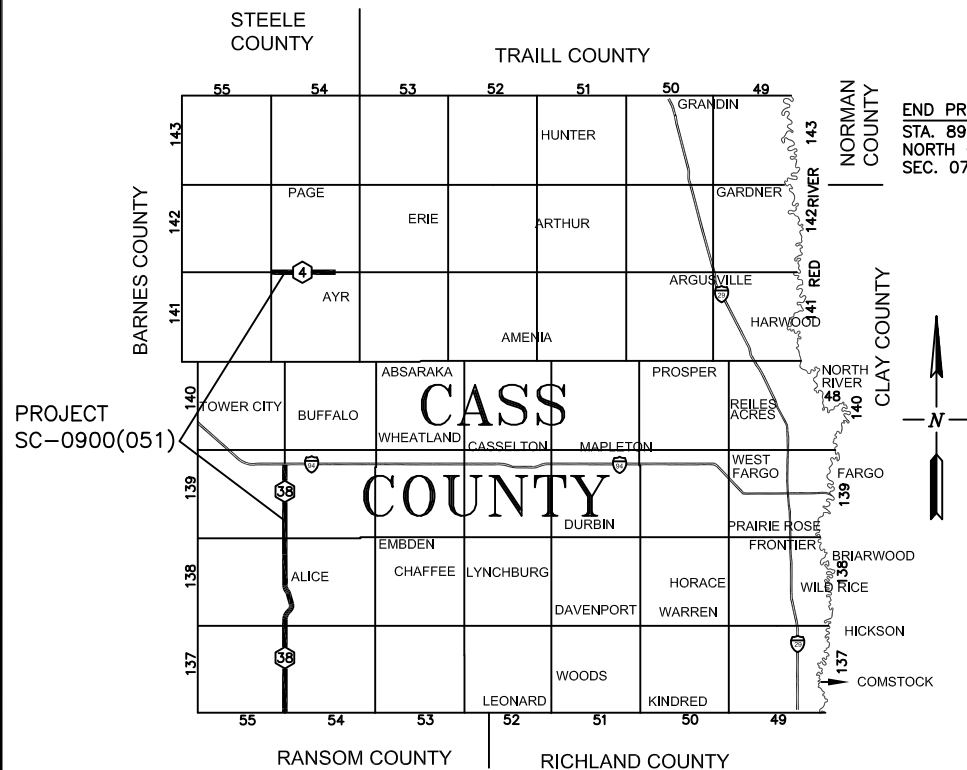 STEELE
COUNTY
TRAILL COUNTY
55 54 53 52 51 50 49
GRANDIN
NORMAN
COUNTY
END PR
STA. 89
NORTH
SEC. 07
143
HUNTER
143
BARNES COUNTY
142
PAGE
ERIE
ARTHUR
GARDNER
142
RED RIVER
4
141
AYR
ARGUSVILLE
29
141
HARWOOD
AMENIA
CLAY COUNTY
PROJECT
SC-0900(051)
140
TOWER CITY
BUFFALO
ABSARAKA
CASS
PROSPER
NORTH
RIVER
48
140
REILES
ACRES
WHEATLAND
CASSELTON
MAPLETON
N
94
94
WEST
FARGO
FARGO
139
38
COUNTY
139
DURBIN
PRAIRIE ROSE
EMBDEN
FRONTIER
BRIARWOOD
138
ALICE
CHAFFEE
LYNCHBURG
HORACE
138
WILD RICE
DAVENPORT
WARREN
HICKSON
137
38
29
137
WOODS
COMSTOCK
LEONARD
KINDRED
55 54 53 52 51 50 49
RANSOM COUNTY
RICHLAND COUNTY